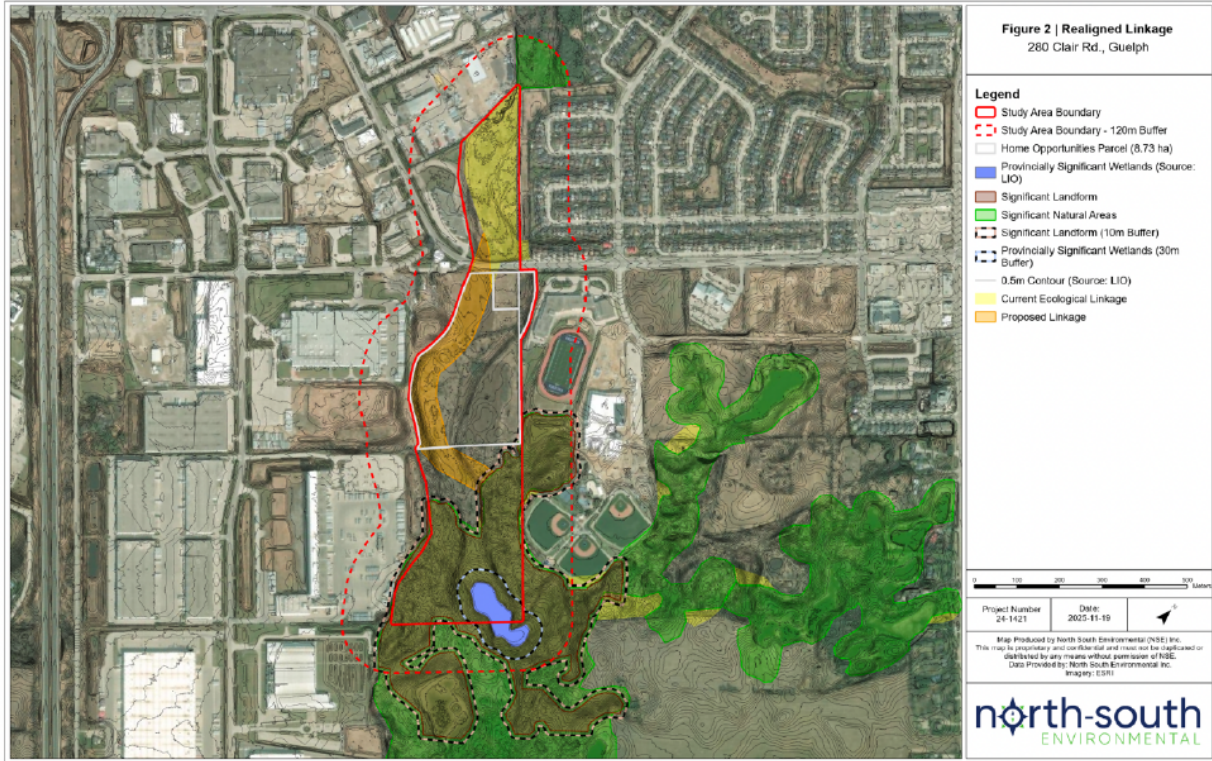 Figure 2 | Realigned Linkage
280 Clair Rd., Guelph
Legend
Study Area Boundary
Study Area Boundary - 120m Buffer
Home Opportunities Parcel (8.73 ha)
Provincially Significant Wetlands (Source:
LIO)
Significant Landform
Significant Natural Areas
Significant Landform (10m Buffer)
Provincially Significant Wetlands (30m
Buffer)
0.5m Contour (Source: LIO)
Current Ecological Linkage
Proposed Linkage
0 100 200 300 400 500
Meters
Project Number
24-1421
Date:
2025-11-19
Map Produced by North South Environmental (NSE) Inc.
This map is proprietary and confidential and must not be duplicated or
distributed by any means without permission of NSE.
Data Provided by: North South Environmental Inc.
Imagery: ESRI
north-south
ENVIRONMENTAL